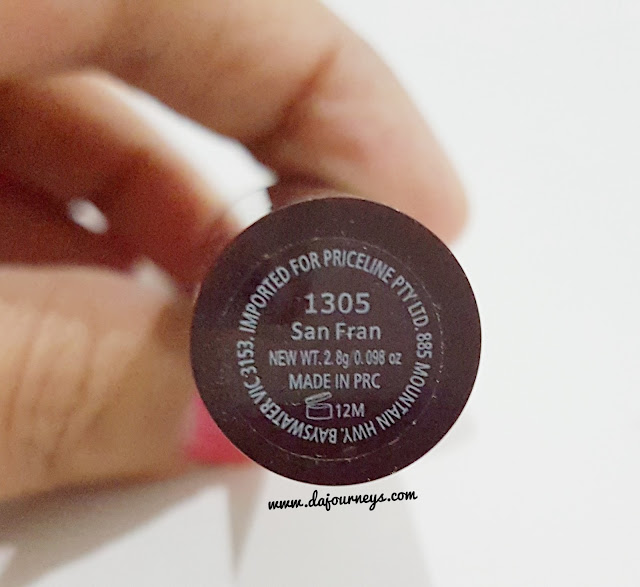 IMPORTED FOR PRICELINE PTY LTD. 885 MOUNTAIN HWY. BAYSWATER VIC 3153.
1305
San Fran
NEW WT. 2.8g/0.098 oz
MADE IN PRC
12M
www.dajourneys.com